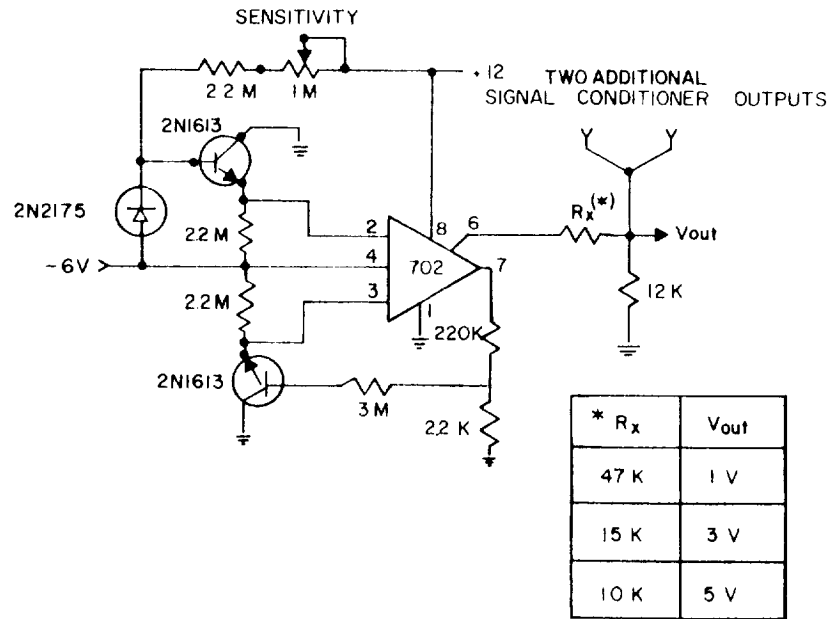 SENSITIVITY
2.2 M
1M
+12
TWO ADDITIONAL
SIGNAL CONDITIONER OUTPUTS
2N1613
2N2175
2.2 M
2
8
6
Rx(*)
Vout
-6V
4
702
7
2.2 M
3
1
12 K
220K
2N1613
3 M
2.2 K
* Rx Vout
47 K 1 V
15 K 3 V
10 K 5 V